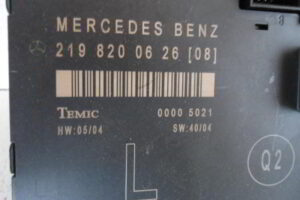 MERCEDES BENZ
219 820 06 26 [08]
TEMIC 0000 5021
HW:05/04 SW:40/04
L
Q2